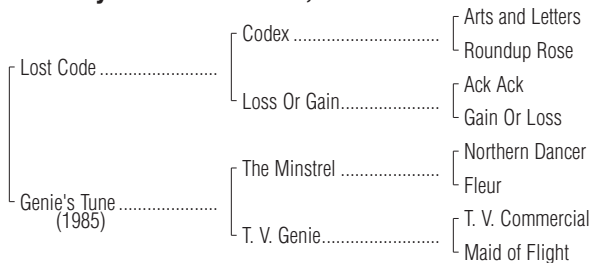 Arts and Letters
Codex
Roundup Rose
Lost Code
Ack Ack
Loss Or Gain
Gain Or Loss
Northern Dancer
The Minstrel
Fleur
Genie's Tune
(1985)
T. V. Commercial
T. V. Genie
Maid of Flight